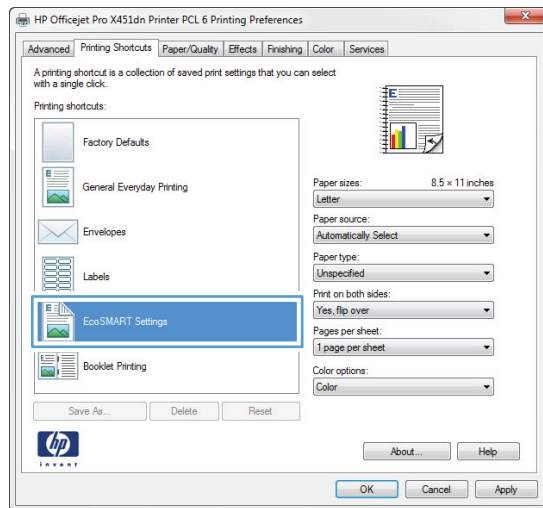 HP Officejet Pro X451dn Printer PCL 6 Printing Preferences
Advanced Printing Shortcuts Paper/Quality Effects Finishing Color Services
A printing shortcut is a collection of saved print settings that you can select
with a single click.
Printing shortcuts:
Factory Defaults
General Everyday Printing
Envelopes
Labels
EcoSMART Settings
Booklet Printing
E
Paper sizes: 8.5 × 11 inches
Letter
Paper source:
Automatically Select
Paper type:
Unspecified
Print on both sides:
Yes, flip over
Pages per sheet:
1 page per sheet
Color options:
Color
Save As... Delete Reset
hp
invent
About... Help
OK Cancel Apply